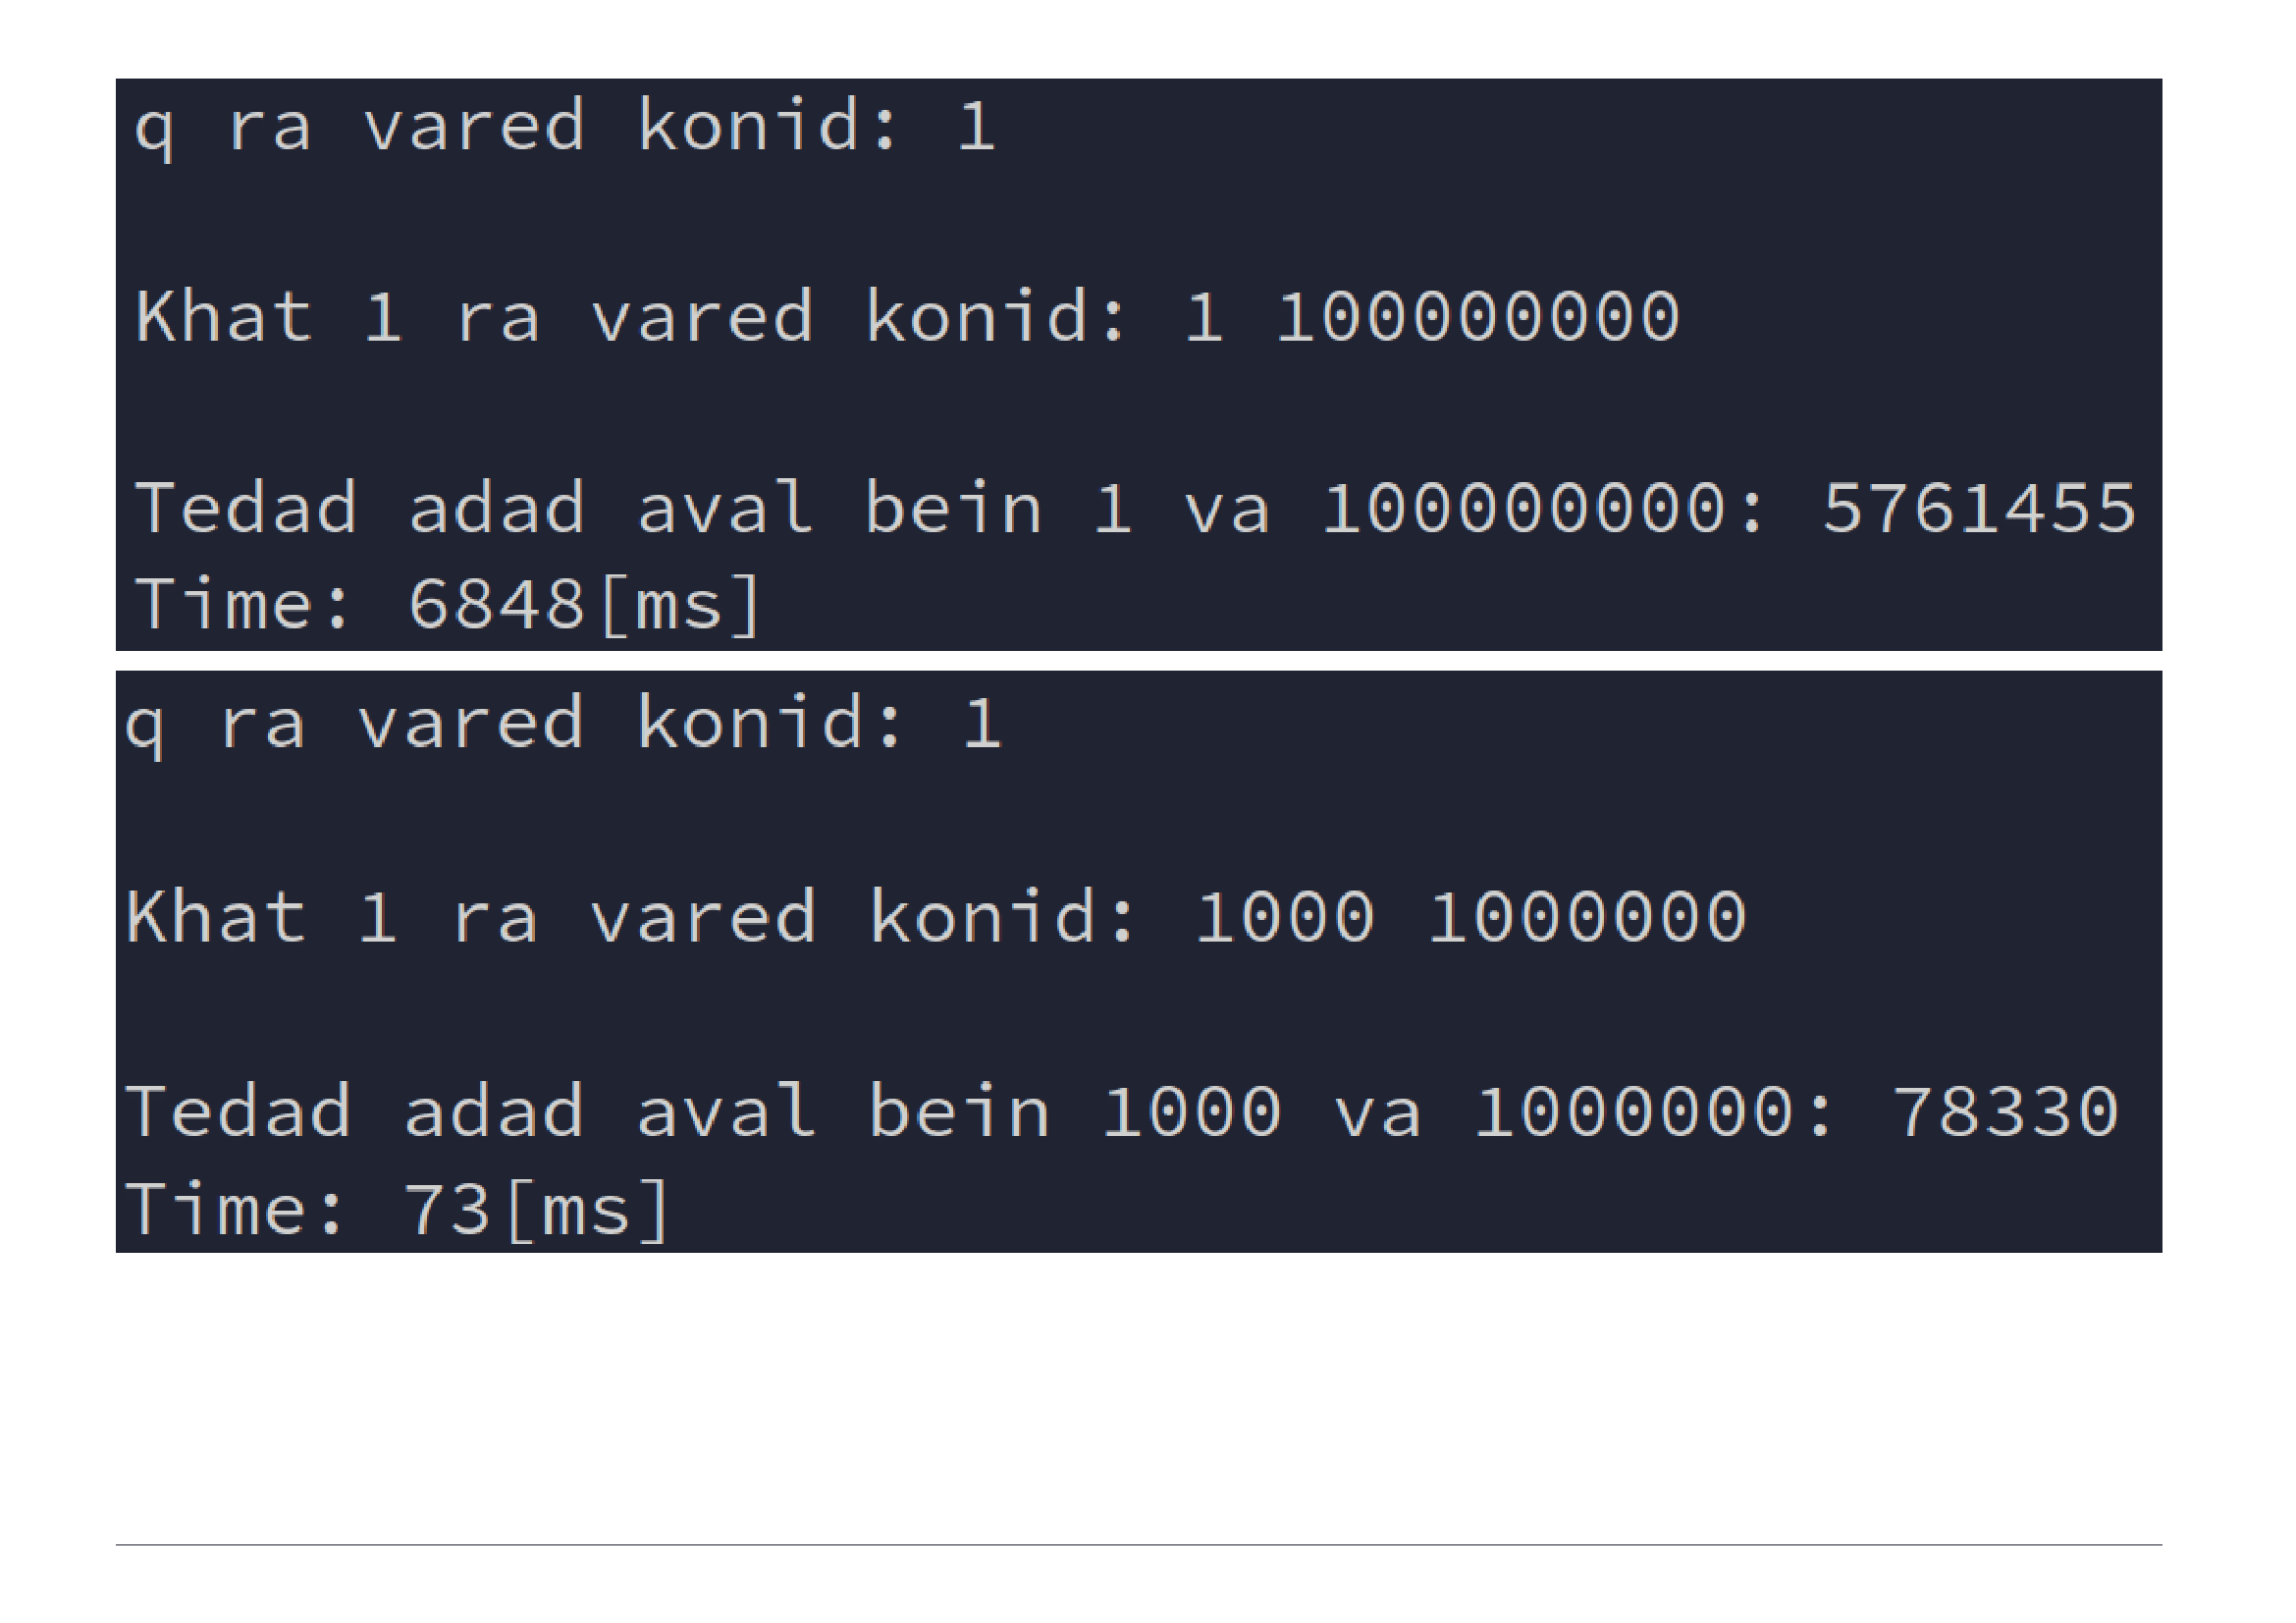 q ra vared konid: 1
Khat 1 ra vared konid: 1 100000000
Tedad adad aval bein 1 va 100000000: 5761455
Time: 6848[ms]
q ra vared konid: 1
Khat 1 ra vared konid: 1000 1000000
Tedad adad aval bein 1000 va 1000000: 78330
Time: 73[ms]